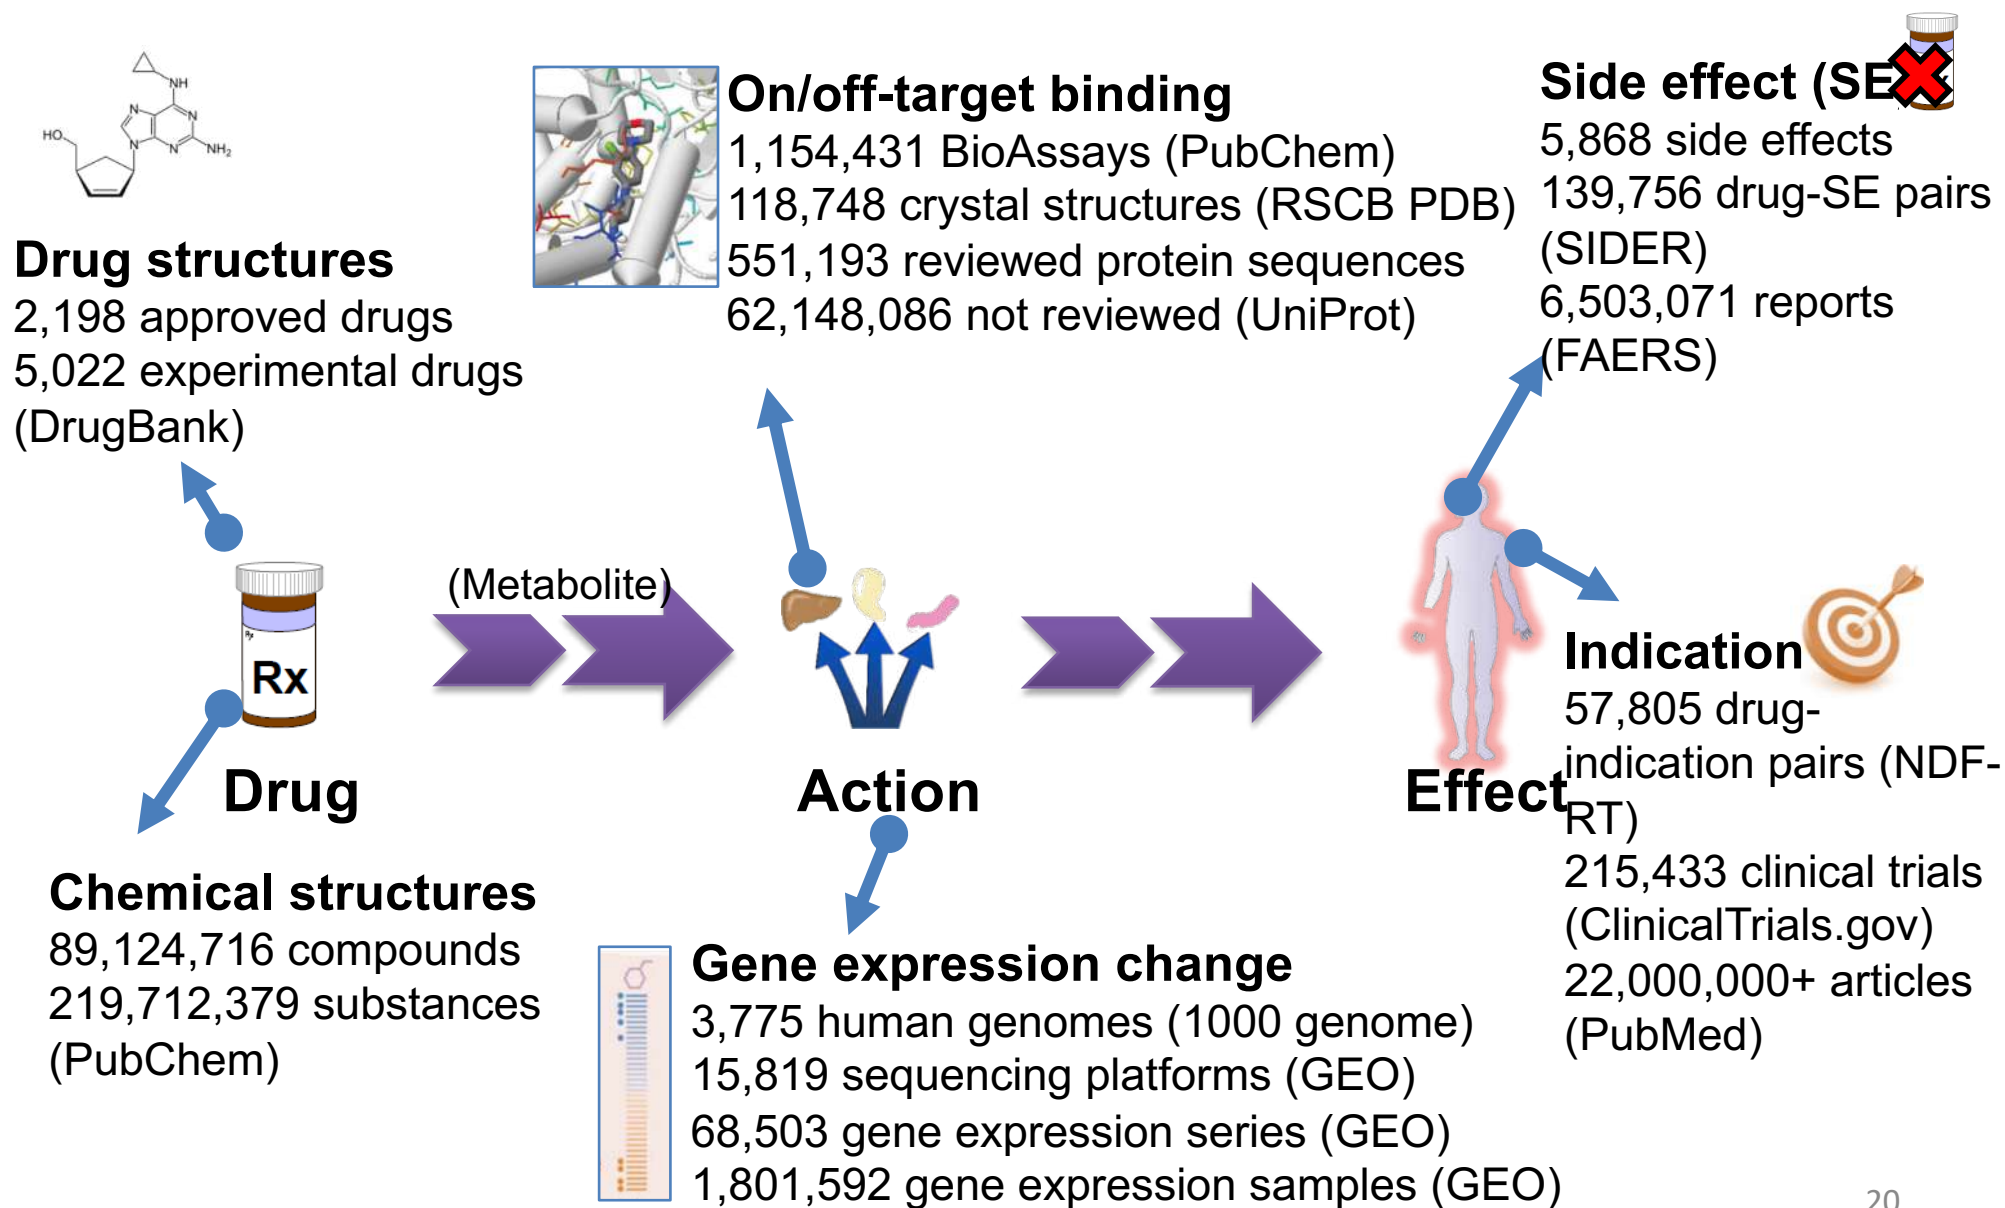 NH
N
N
N
N
NH₂
HO
Drug structures
2,198 approved drugs
5,022 experimental drugs
(DrugBank)
On/off-target binding
1,154,431 BioAssays (PubChem)
118,748 crystal structures (RSCB PDB)
551,193 reviewed protein sequences
62,148,086 not reviewed (UniProt)
Side effect (SE
5,868 side effects
139,756 drug-SE pairs
(SIDER)
6,503,071 reports
(FAERS)
(Metabolite)
Rx
Drug
Action
Effect
Indication
57,805 drug-
indication pairs (NDF-
RT)
215,433 clinical trials
(ClinicalTrials.gov)
22,000,000+ articles
(PubMed)
Chemical structures
89,124,716 compounds
219,712,379 substances
(PubChem)
Gene expression change
3,775 human genomes (1000 genome)
15,819 sequencing platforms (GEO)
68,503 gene expression series (GEO)
1,801,592 gene expression samples (GEO)
20